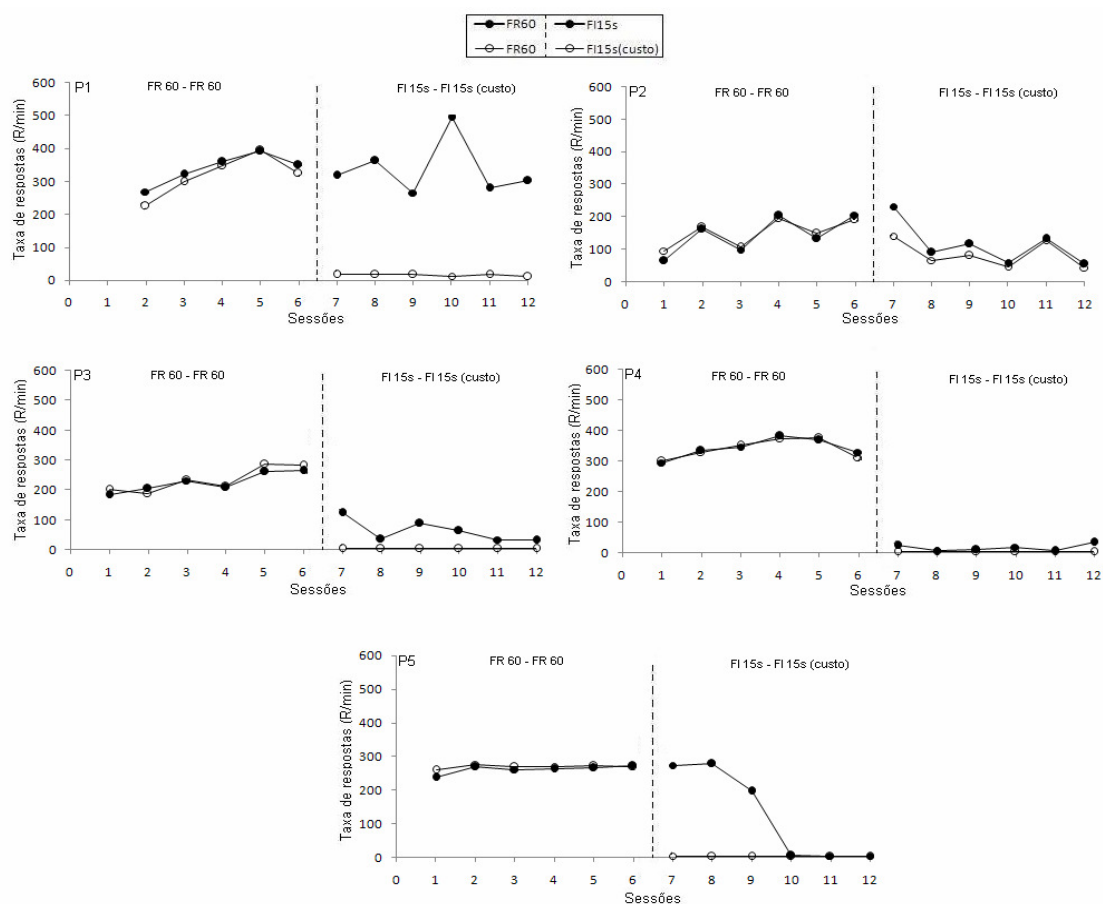 FR60 FI15s
FR60 FI15s(custo)
P1 FR 60 - FR 60 FI 15s - FI 15s (custo)
Taxa de respostas (R/min)
600
500
400
300
200
100
0
0 1 2 3 4 5 6 7 8 9 10 11 12
Sessões
P2 FR 60 - FR 60 FI 15s - FI 15s (custo)
Taxa de respostas (R/min)
600
500
400
300
200
100
0
0 1 2 3 4 5 6 7 8 9 10 11 12
Sessões
P3 FR 60 - FR 60 FI 15s - FI 15s (custo)
Taxa de respostas (R/min)
600
500
400
300
200
100
0
0 1 2 3 4 5 6 7 8 9 10 11 12
Sessões
P4 FR 60 - FR 60 FI 15s - FI 15s (custo)
Taxa de respostas (R/min)
600
500
400
300
200
100
0
0 1 2 3 4 5 6 7 8 9 10 11 12
Sessões
P5 FR 60 - FR 60 FI 15s - FI 15s (custo)
Taxa de respostas (R/min)
600
500
400
300
200
100
0
0 1 2 3 4 5 6 7 8 9 10 11 12
Sessões